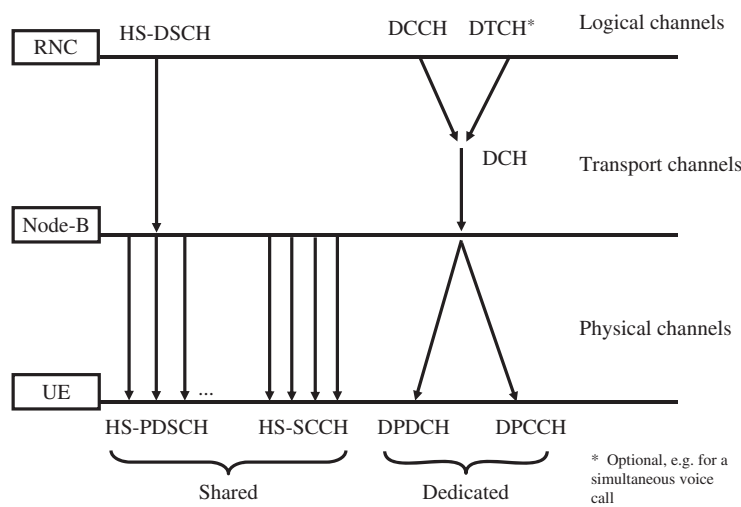 Logical channels
HS-DSCH
DCCH DTCH*
RNC
DCH
Transport channels
Node-B
Physical channels
UE
...
HS-PDSCH
HS-SCCH
DPDCH
DPCCH
Shared
Dedicated
* Optional, e.g. for a
simultaneous voice
call